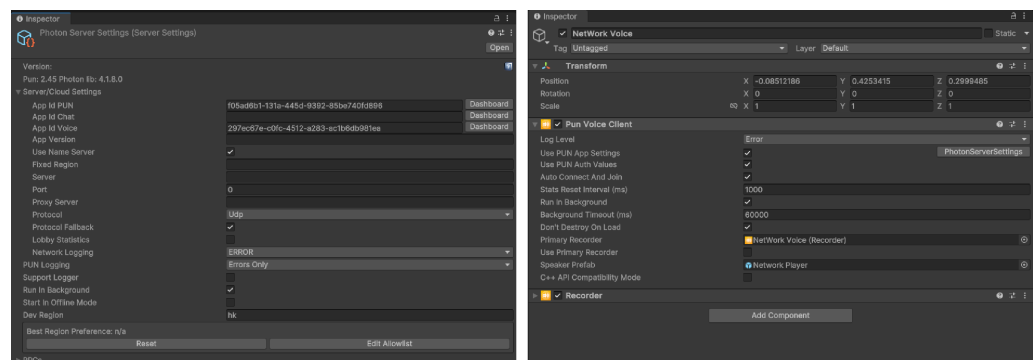 Inspector
Photon Server Settings (Server Settings)
Open
Version:
Pun: 2.45 Photon lib: 4.1.8.0
Server/Cloud Settings
App Id PUN f05ad6b1-131a-445d-9392-85be740fd896 Dashboard
App Id Chat Dashboard
App Id Voice 297ec67e-c0fc-4512-a283-ac1b6db981ea Dashboard
App Version
Use Name Server
Fixed Region
Server
Port 0
Proxy Server
Protocol Udp
Protocol Fallback
Lobby Statistics
Network Logging ERROR
PUN Logging Errors Only
Support Logger
Run In Background
Start In Offline Mode
Dev Region hk
Best Region Preference: n/a
Reset Edit Allowlist
RPCs
Inspector
NetWork Voice Static
Tag Untagged Layer Default
Transform
Position X -0.08512186 Y 0.4253415 Z 0.2999485
Rotation X 0 Y 0 Z 0
Scale X 1 Y 1 Z 1
Pun Voice Client
Log Level Error
Use PUN App Settings PhotonServerSettings
Use PUN Auth Values
Auto Connect And Join
Stats Reset Interval (ms) 1000
Run In Background
Background Timeout (ms) 60000
Don't Destroy On Load
Primary Recorder NetWork Voice (Recorder)
Use Primary Recorder
Speaker Prefab Network Player
C++ API Compatibility Mode
Recorder
Add Component